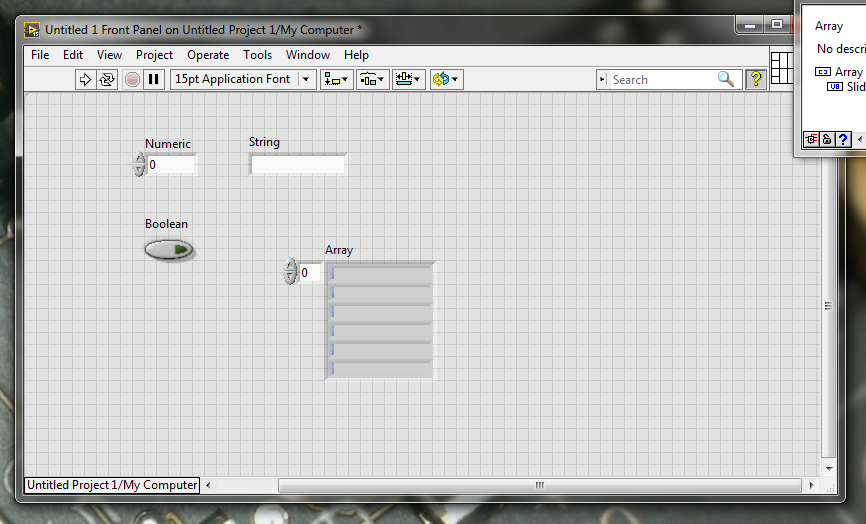 Untitled 1 Front Panel on Untitled Project 1/My Computer *
File Edit View Project Operate Tools Window Help
15pt Application Font
Search
?
Array
No descri
Array
U8 Slid
?
Numeric
0
String
Boolean
Array
0
Untitled Project 1/My Computer